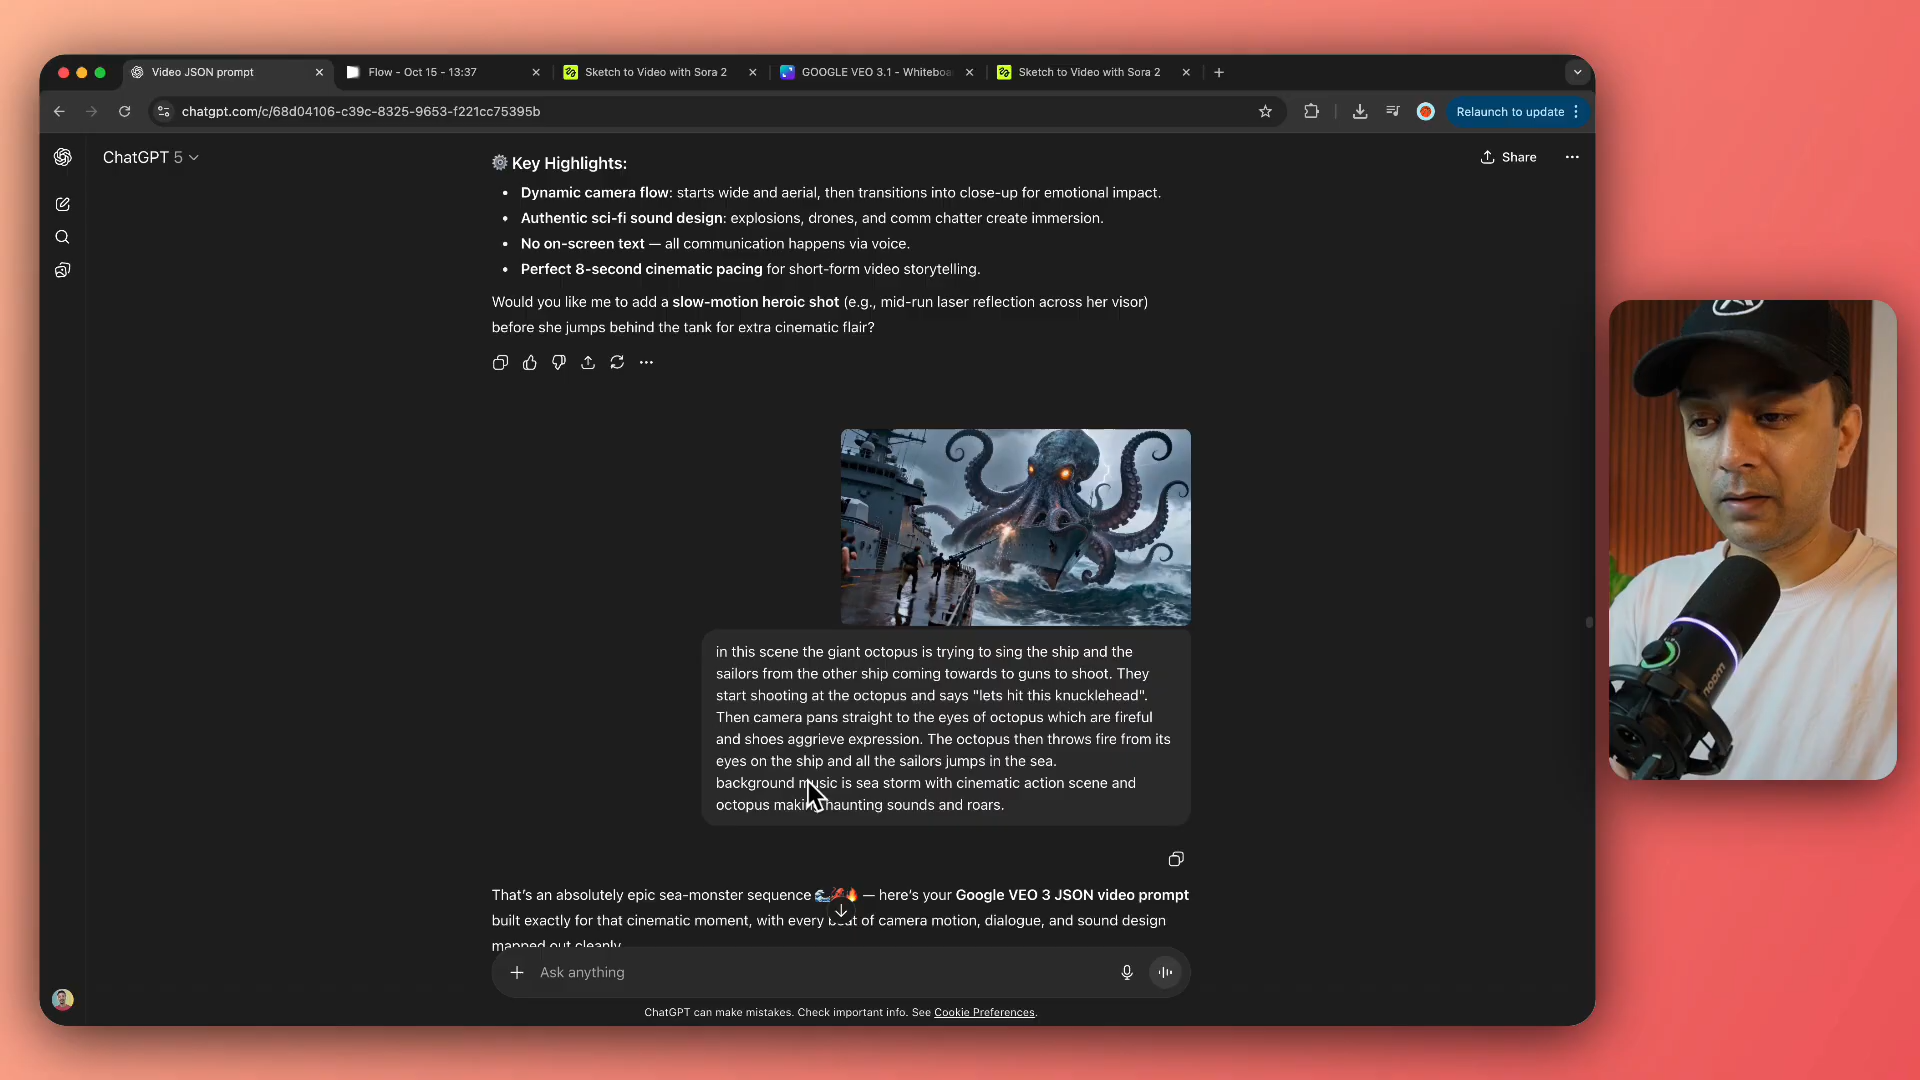 Video JSON prompt
Flow - Oct 15 - 13:37
Sketch to Video with Sora 2
GOOGLE VEO 3.1 - Whiteboa
Sketch to Video with Sora 2
chatgpt.com/c/68d04106-c39c-8325-9653-f221cc75395b
Relaunch to update
ChatGPT 5
Share
Key Highlights:
• Dynamic camera flow: starts wide and aerial, then transitions into close-up for emotional impact.
• Authentic sci-fi sound design: explosions, drones, and comm chatter create immersion.
• No on-screen text — all communication happens via voice.
• Perfect 8-second cinematic pacing for short-form video storytelling.
Would you like me to add a slow-motion heroic shot (e.g., mid-run laser reflection across her visor)
before she jumps behind the tank for extra cinematic flair?
in this scene the giant octopus is trying to sing the ship and the
sailors from the other ship coming towards to guns to shoot. They
start shooting at the octopus and says "lets hit this knucklehead".
Then camera pans straight to the eyes of octopus which are fireful
and shoes aggrieve expression. The octopus then throws fire from its
eyes on the ship and all the sailors jumps in the sea.
background music is sea storm with cinematic action scene and
octopus making haunting sounds and roars.
That's an absolutely epic sea-monster sequence 🌊🦑🔥 — here's your Google VEO 3 JSON video prompt
built exactly for that cinematic moment, with every beat of camera motion, dialogue, and sound design
mapped out cleanly
Ask anything
ChatGPT can make mistakes. Check important info. See Cookie Preferences.